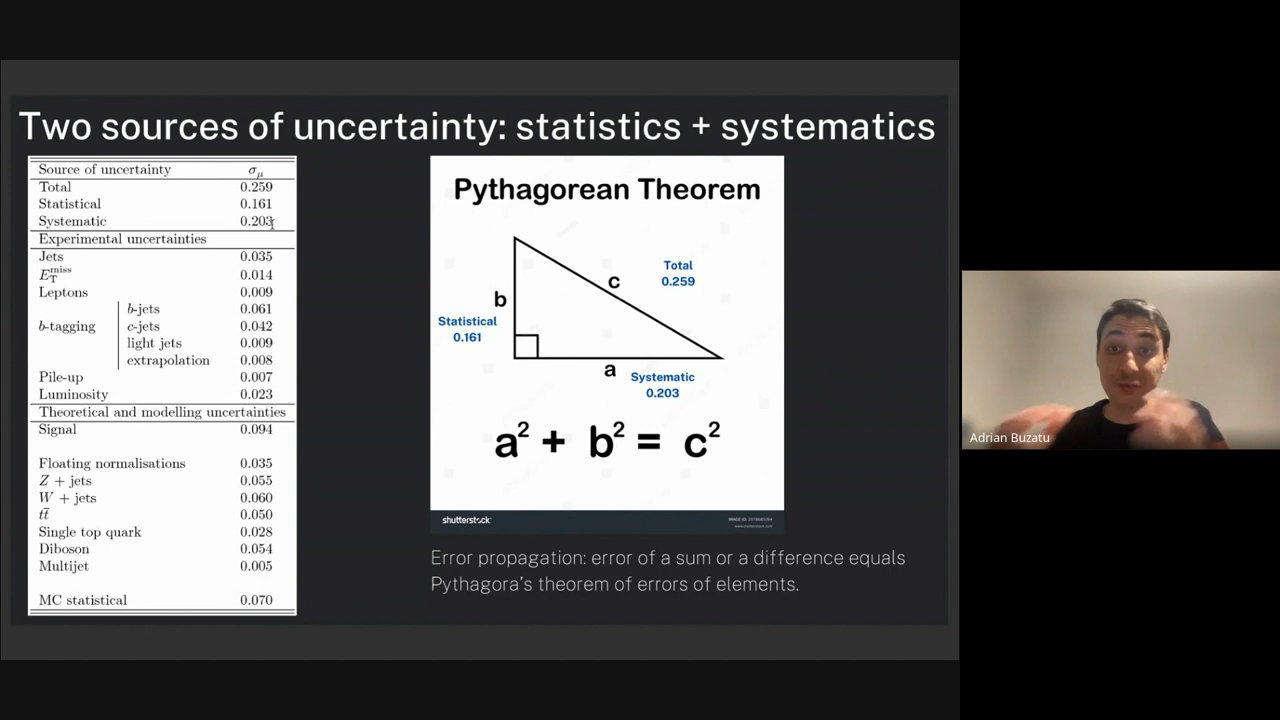 Two sources of uncertainty: statistics + systematics
Source of uncertainty σμ
Total 0.259
Statistical 0.161
Systematic 0.203
Experimental uncertainties
Jets 0.035
E_T^miss 0.014
Leptons 0.009
b-tagging
b-jets 0.061
c-jets 0.042
light jets 0.009
extrapolation 0.008
Pile-up 0.007
Luminosity 0.023
Theoretical and modelling uncertainties
Signal 0.094
Floating normalisations 0.035
Z + jets 0.055
W + jets 0.060
tt̄ 0.050
Single top quark 0.028
Diboson 0.054
Multijet 0.005
MC statistical 0.070
Pythagorean Theorem
c
Total
0.259
b
Statistical
0.161
a
Systematic
0.203
a² + b² = c²
shutterstock
www.shutterstock.com
Error propagation: error of a sum or a difference equals
Pythagora's theorem of errors of elements.
Adrian Buzatu